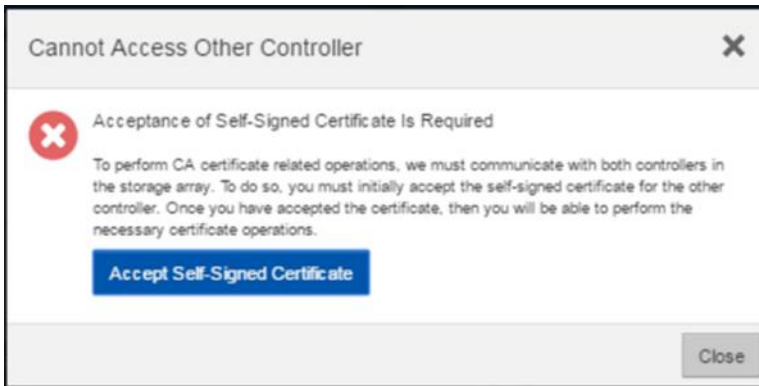 Cannot Access Other Controller
Acceptance of Self-Signed Certificate Is Required
To perform CA certificate related operations, we must communicate with both controllers in
the storage array. To do so, you must initially accept the self-signed certificate for the other
controller. Once you have accepted the certificate, then you will be able to perform the
necessary certificate operations.
Accept Self-Signed Certificate
Close